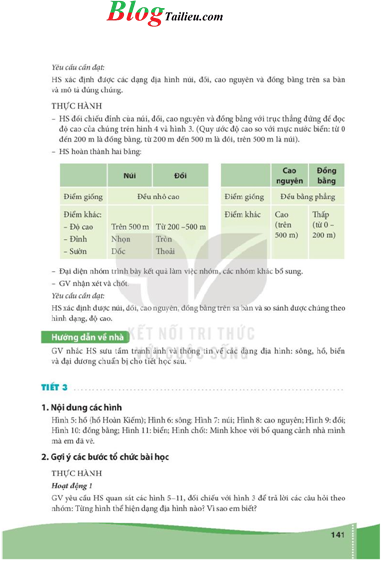 Blog Tailieu.com
Yêu cầu cần đạt:
HS xác định được các dạng địa hình núi, đồi, cao nguyên và đồng bằng trên sa bàn
và mô tả đúng chúng.
THỰC HÀNH
– HS đối chiếu đỉnh của núi, đồi, cao nguyên và đồng bằng với trục thẳng đứng để đọc
độ cao của chúng trên hình 4 và hình 3. (Quy ước độ cao so với mực nước biển: từ 0
đến 200 m là đồng bằng, từ 200 m đến 500 m là đồi, trên 500 m là núi).
– HS hoàn thành hai bảng:
Núi Đồi
Điểm giống Đều nhô cao
Điểm khác:
– Độ cao Trên 500 m Từ 200 –500 m
– Đỉnh Nhọn Tròn
– Sườn Dốc Thoải
Cao Đồng
nguyên bằng
Điểm giống Đều bằng phẳng
Điểm khác Cao Thấp
(trên (từ 0 –
500 m) 200 m)
– Đại diện nhóm trình bày kết quả làm việc nhóm, các nhóm khác bổ sung.
– GV nhận xét và chốt.
Yêu cầu cần đạt:
HS xác định được núi, đồi, cao nguyên, đồng bằng trên sa bàn và so sánh được chúng theo
hình dạng, độ cao.
Hướng dẫn về nhà
KẾT NỐI TRI THỨC
VỚI CUỘC SỐNG
GV nhắc HS sưu tầm tranh ảnh và thông tin về các dạng địa hình: sông, hồ, biển
và đại dương chuẩn bị cho tiết học sau.
TIẾT 3
1. Nội dung các hình
Hình 5: hồ (hồ Hoàn Kiếm); Hình 6: sông; Hình 7: núi; Hình 8: cao nguyên; Hình 9: đồi;
Hình 10: đồng bằng; Hình 11: biển; Hình chốt: Minh khoe với bố quang cảnh nhà mình
mà em đã vẽ.
2. Gợi ý các bước tổ chức bài học
THỰC HÀNH
Hoạt động 1
GV yêu cầu HS quan sát các hình 5–11, đối chiếu với hình 3 để trả lời các câu hỏi theo
nhóm: Từng hình thể hiện dạng địa hình nào? Vì sao em biết?
141